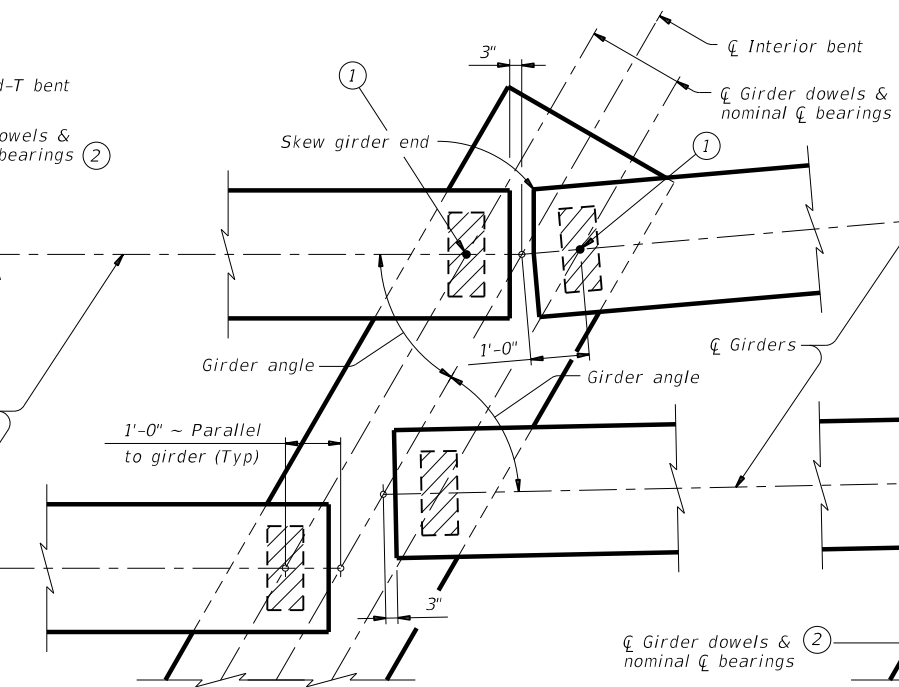 3"
℄ Interior bent
1
d-T bent
℄ Girder dowels &
nominal ℄ bearings
owels &
bearings 2
Skew girder end
1
1'-0"
℄ Girders
Girder angle
Girder angle
1'-0" ~ Parallel
to girder (Typ)
3"
℄ Girder dowels &
nominal ℄ bearings 2